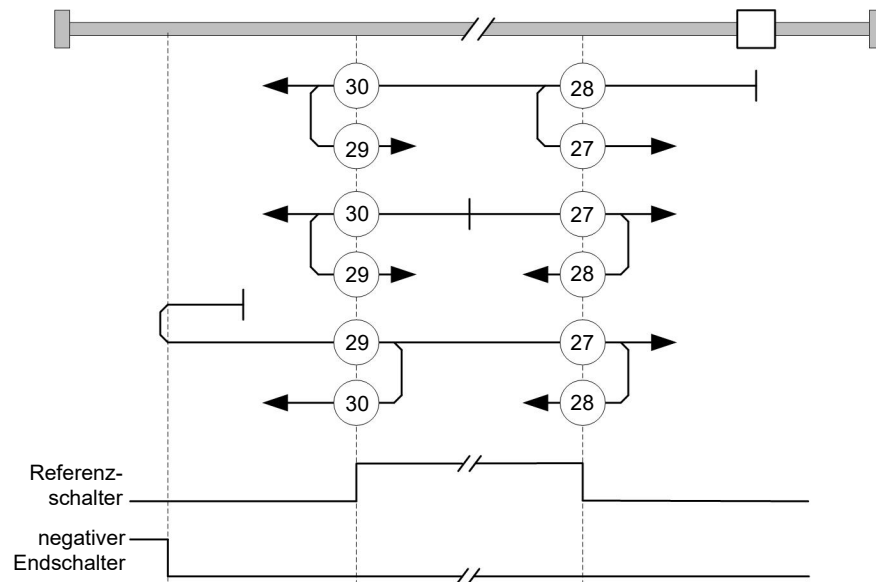 30 28
29 27
30 27
29 28
29 27
30 28
Referenz-
schalter
negativer
Endschalter